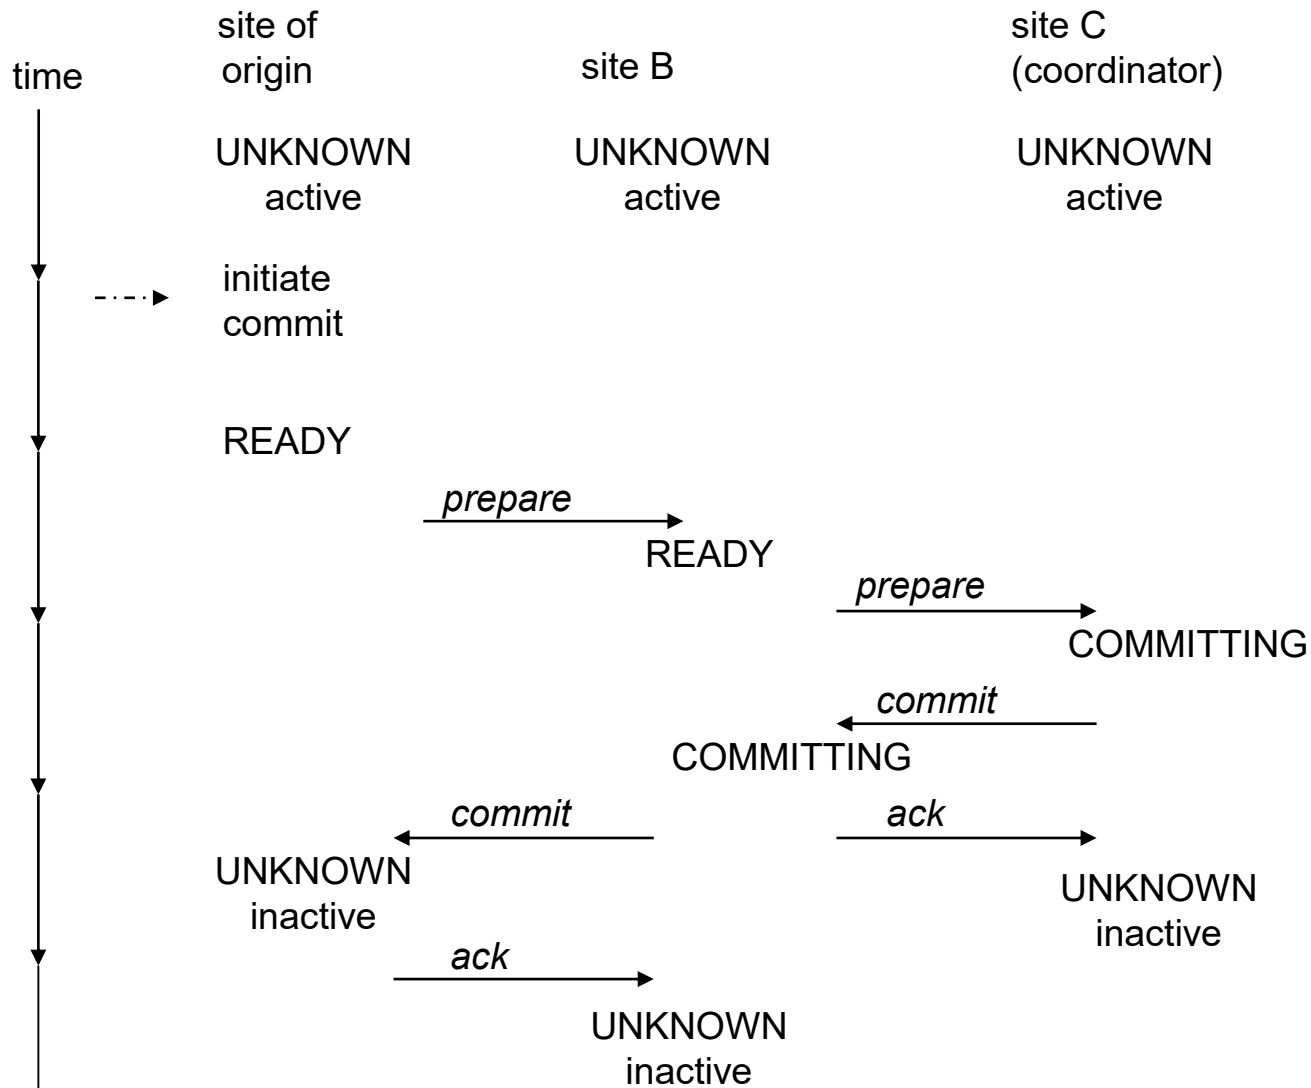 time
site of
origin
site B
site C
(coordinator)
UNKNOWN
active
UNKNOWN
active
UNKNOWN
active
initiate
commit
READY
prepare
READY
prepare
COMMITTING
commit
COMMITTING
commit
ack
UNKNOWN
inactive
UNKNOWN
inactive
ack
UNKNOWN
inactive